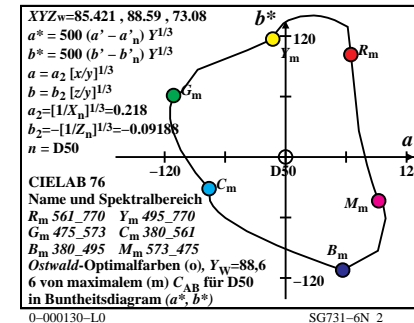 XYZw=85.421 , 88.59 , 73.08
a* = 500 (a' - a'n) Y1/3
b* = 500 (b' - b'n) Y1/3
a = a2 [x/y]1/3
b = b2 [z/y]1/3
a2=[1/Xn]1/3=0.218
b2=-[1/Zn]1/3=-0.09188
n = D50
b*
120
Ym
Rm
Gm
a
-120
D50
12
CIELAB 76
Name und Spektralbereich
Cm
Mm
Rm 561_770 Ym 495_770
Gm 475_573 Cm 380_561
Bm 380_495 Mm 573_475
Bm
Ostwald-Optimalfarben (o), YW=88,6
6 von maximalem (m) CAB für D50
-120
in Buntheitsdiagram (a*, b*)
0-000130-L0
SG731-6N 2